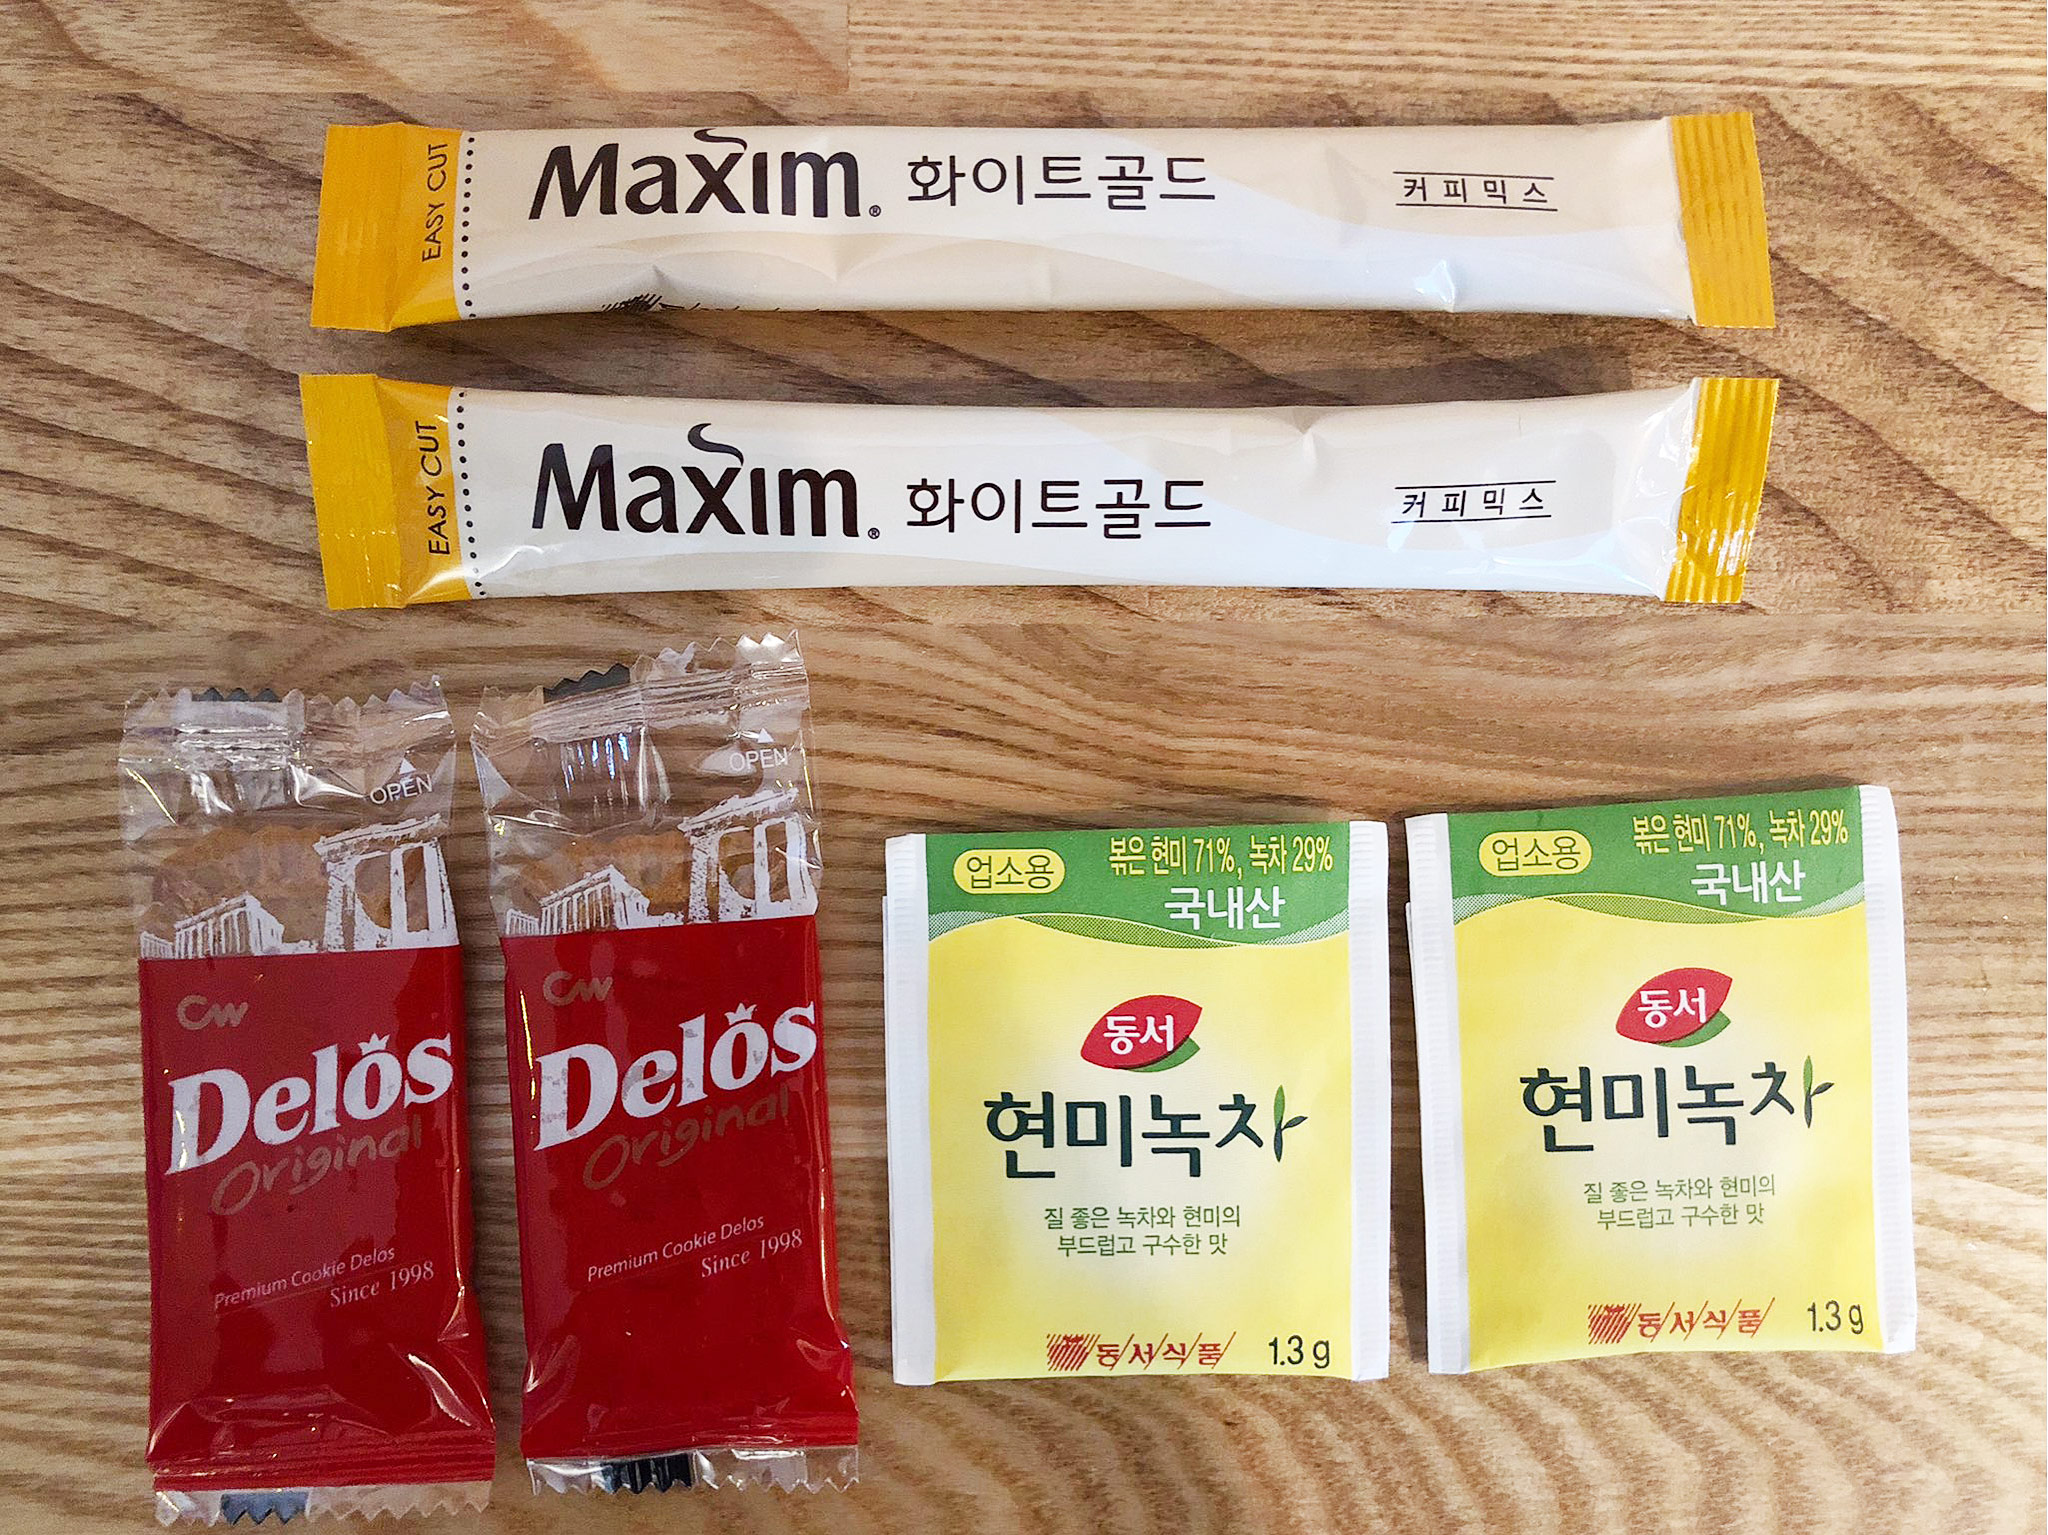 EASY CUT
Maxim® 화이트골드
커피믹스
EASY CUT
Maxim® 화이트골드
커피믹스
OPEN
CW
Delos
Original
Premium Cookie Delos
Since 1998
OPEN
CW
Delos
Original
Premium Cookie Delos
Since 1998
업소용
볶은 현미 71%, 녹차 29%
국내산
동서
현미녹차
질 좋은 녹차와 현미의
부드럽고 구수한 맛
동서식품
1.3 g
업소용
볶은 현미 71%, 녹차 29%
국내산
동서
현미녹차
질 좋은 녹차와 현미의
부드럽고 구수한 맛
동서식품
1.3 g